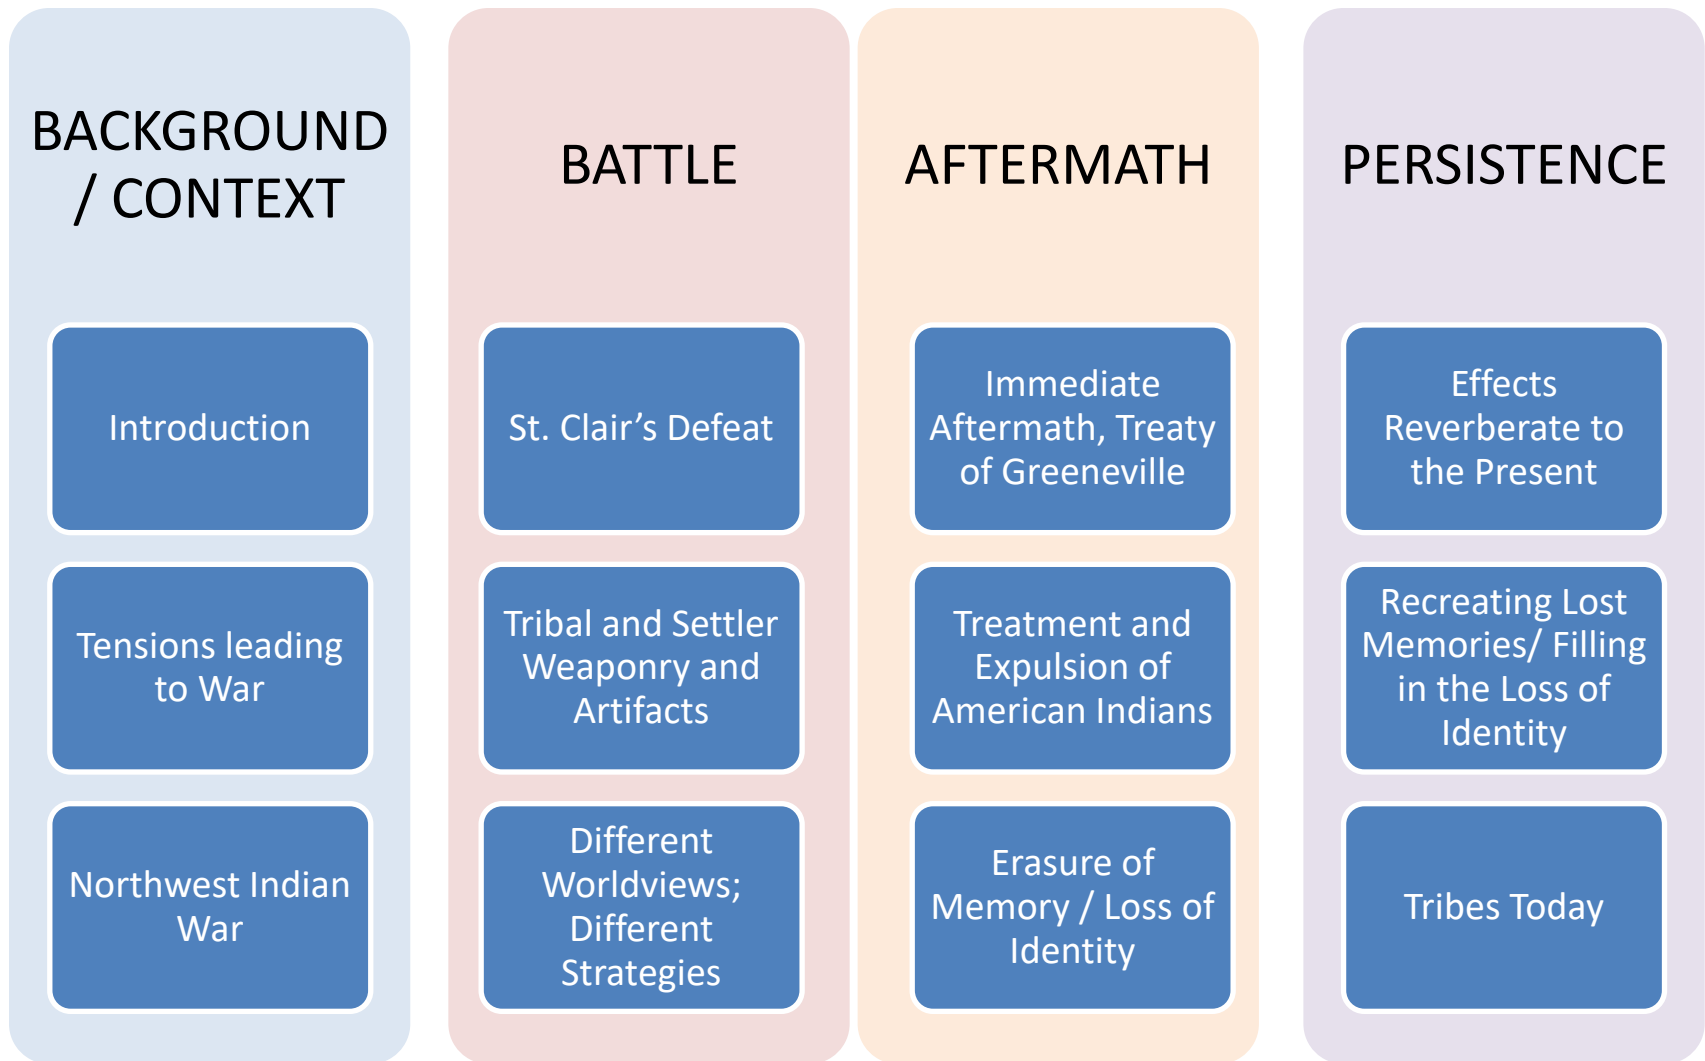 BACKGROUND
/ CONTEXT
Introduction
Tensions leading
to War
Northwest Indian
War
BATTLE
St. Clair’s Defeat
Tribal and Settler
Weaponry and
Artifacts
Different
Worldviews;
Different
Strategies
AFTERMATH
Immediate
Aftermath, Treaty
of Greeneville
Treatment and
Expulsion of
American Indians
Erasure of
Memory / Loss of
Identity
PERSISTENCE
Effects
Reverberate to
the Present
Recreating Lost
Memories/ Filling
in the Loss of
Identity
Tribes Today